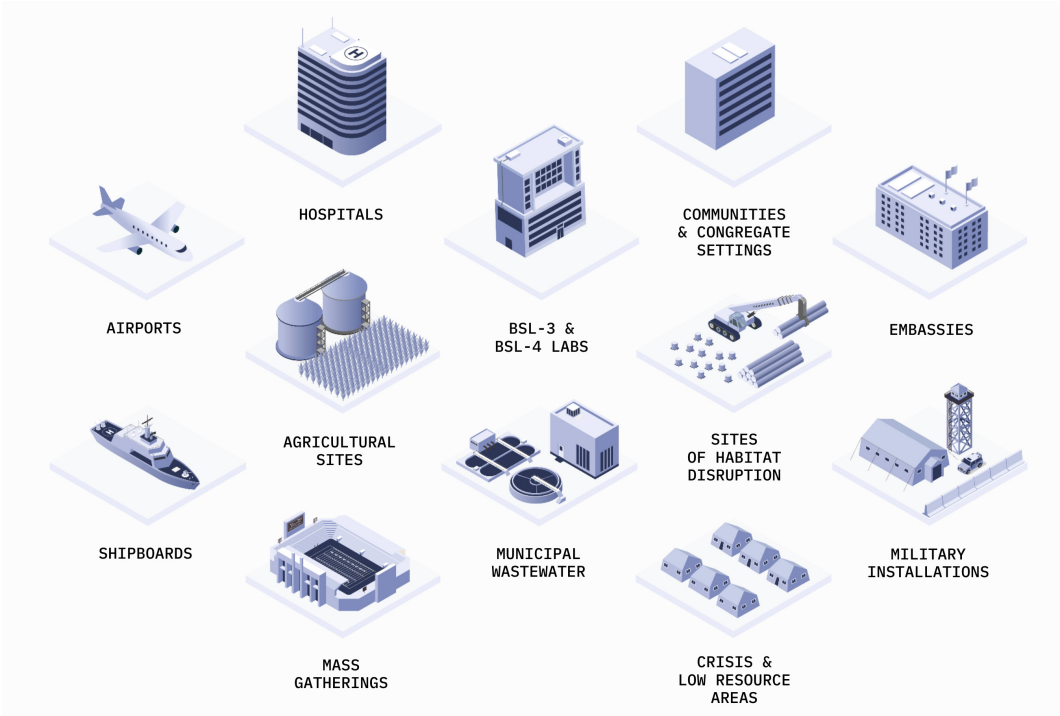 HOSPITALS
COMMUNITIES
& CONGREGATE
SETTINGS
AIRPORTS
BSL-3 &
BSL-4 LABS
EMBASSIES
AGRICULTURAL
SITES
SITES
OF HABITAT
DISRUPTION
SHIPBOARDS
MUNICIPAL
WASTEWATER
MILITARY
INSTALLATIONS
MASS
GATHERINGS
CRISIS &
LOW RESOURCE
AREAS
H